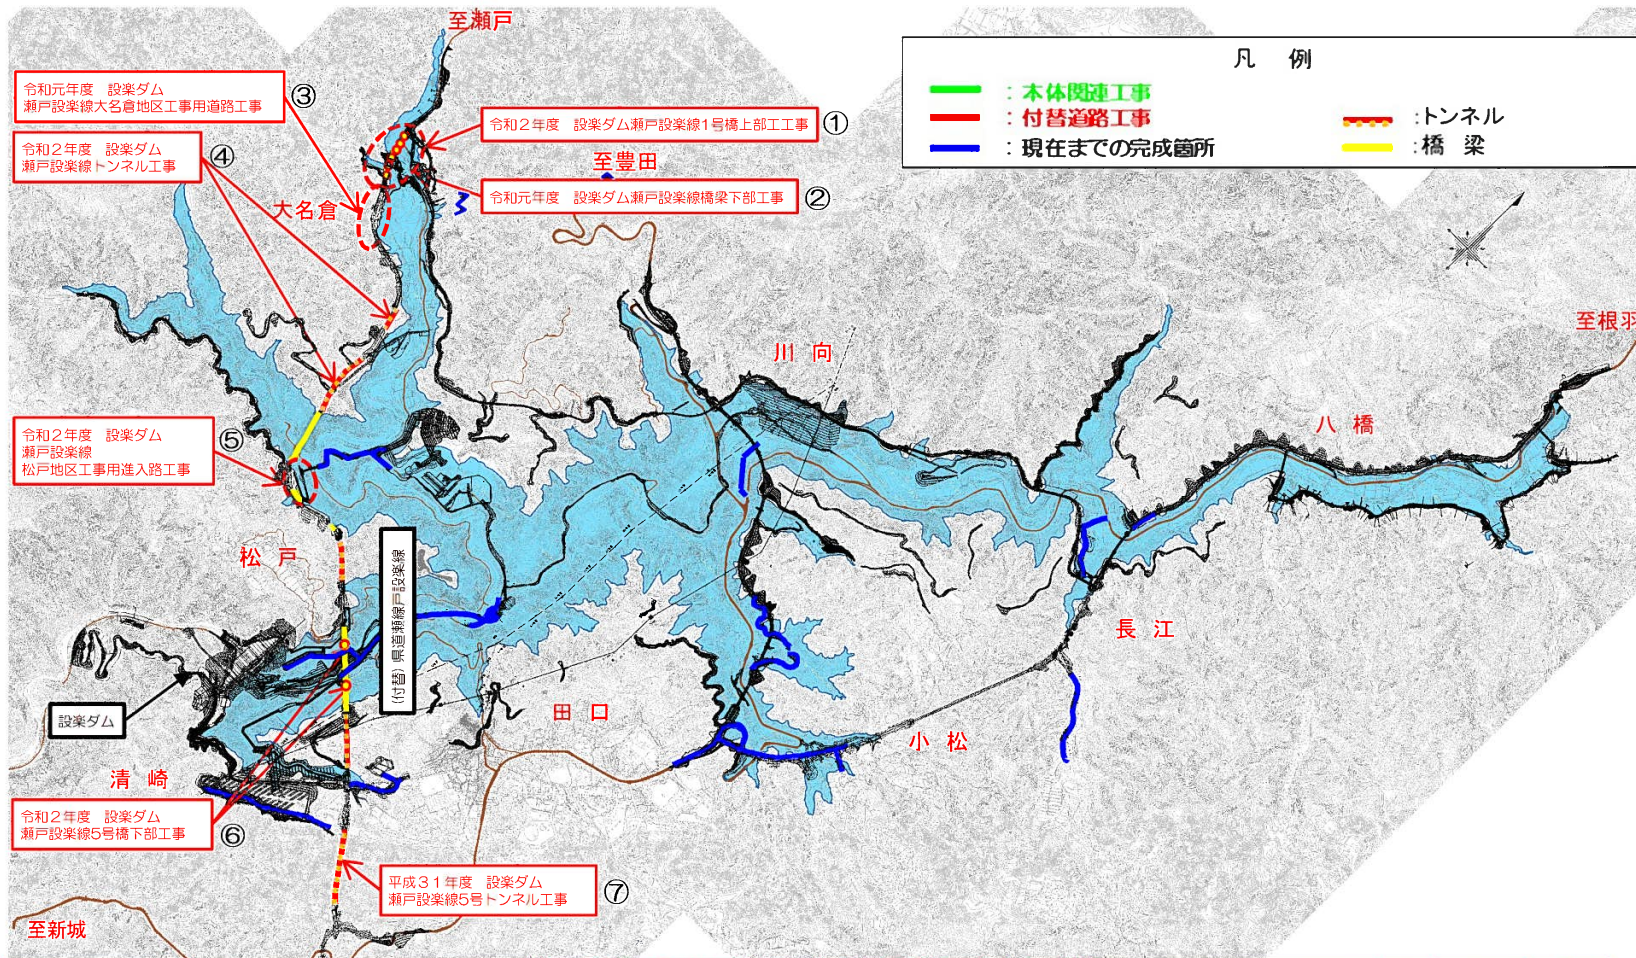 至瀬戸
凡 例
：本体関連工事
：付替道路工事
：現在までの完成箇所
：トンネル
：橋 梁
令和元年度 設楽ダム
瀬戸設楽線大名倉地区工事用道路工事
③
令和２年度 設楽ダム瀬戸設楽線1号橋上部工工事
①
令和２年度 設楽ダム
瀬戸設楽線トンネル工事
④
至豊田
令和元年度 設楽ダム瀬戸設楽線橋梁下部工事
②
大名倉
至根羽
川 向
八 橋
令和２年度 設楽ダム
瀬戸設楽線
松戸地区工事用進入路工事
⑤
松 戸
(付替) 県道瀬線戸設楽線
長 江
設楽ダム
田 口
小 松
清 崎
令和２年度 設楽ダム
瀬戸設楽線5号橋下部工事
⑥
平成３１年度 設楽ダム
瀬戸設楽線5号トンネル工事
⑦
至新城